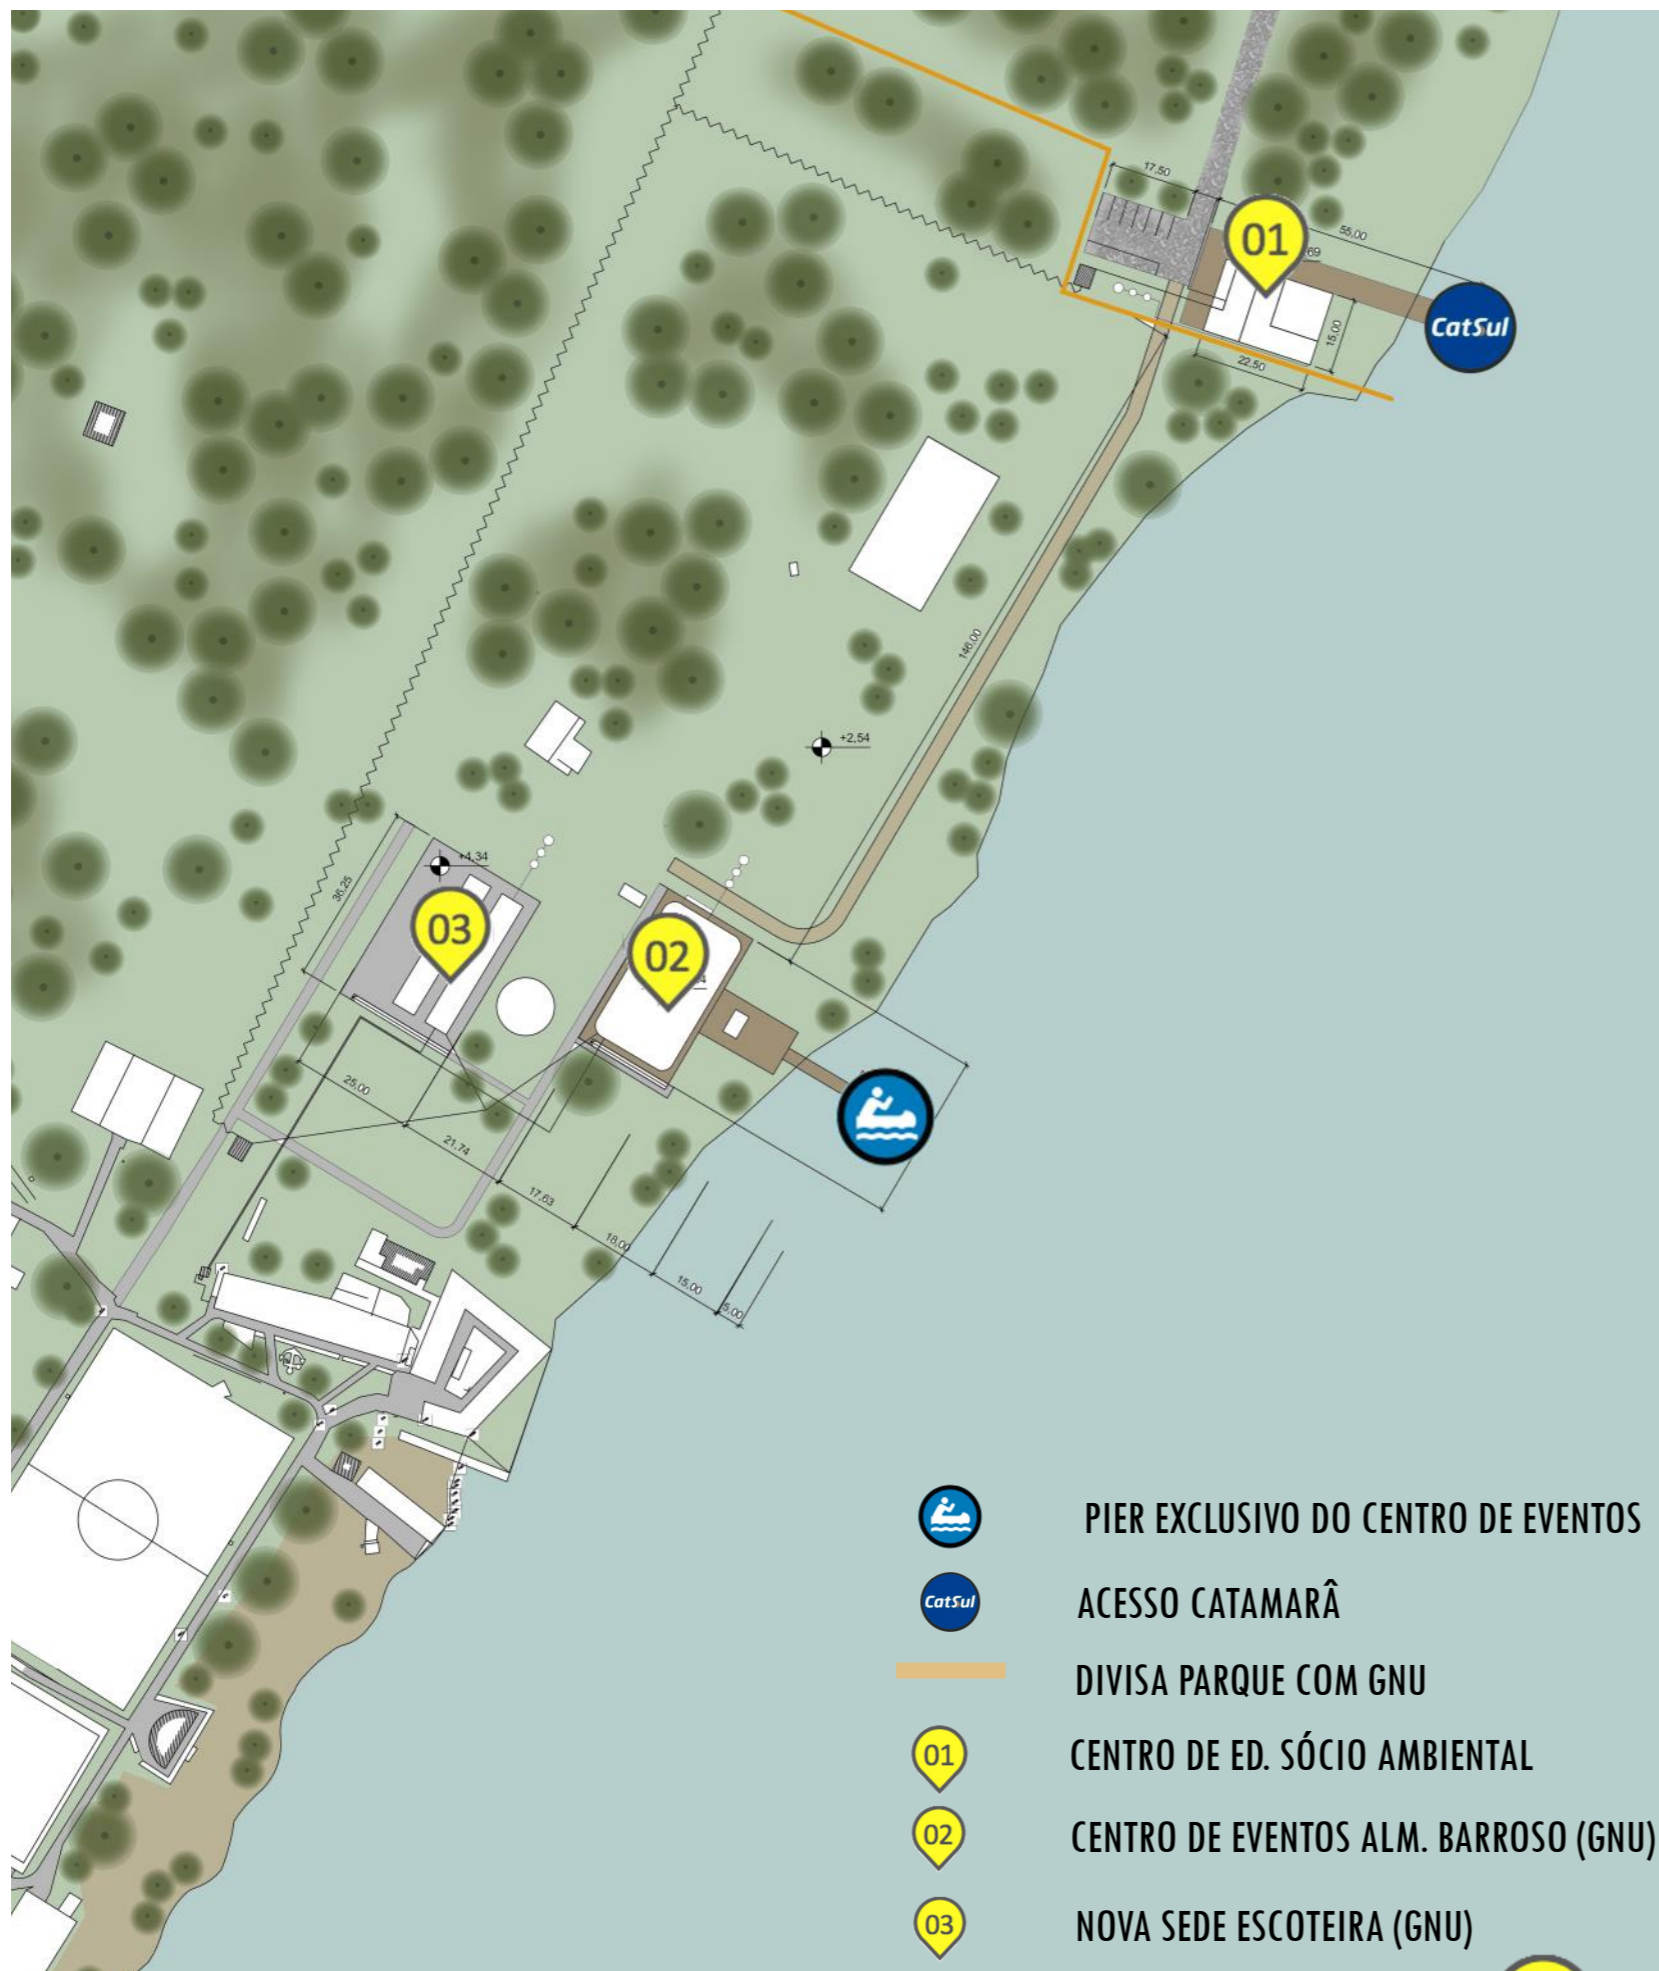 17,50
01
55,00
69
CatSul
15,00
22,50
146,00
+2,54
+4,34
36,25
03
02
25,00
21,74
17,63
18,00
15,00
5,00
PIER EXCLUSIVO DO CENTRO DE EVENTOS
CatSul
ACESSO CATAMARÂ
DIVISA PARQUE COM GNU
01
CENTRO DE ED. SÓCIO AMBIENTAL
02
CENTRO DE EVENTOS ALM. BARROSO (GNU)
03
NOVA SEDE ESCOTEIRA (GNU)